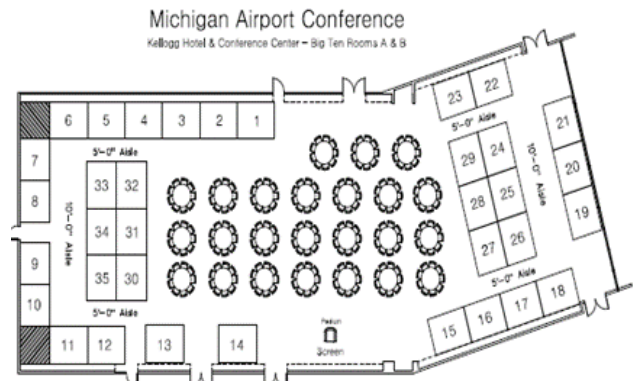 Michigan Airport Conference
Kellogg Hotel & Conference Center – Big Ten Rooms A & B
6 5 4 3 2 1
23 22
5'-0" Aisle
7
8
5'-0" Aisle
33 32
34 31
35 30
10'-0" Aisle
9
10
5'-0" Aisle
11 12 13 14
Podium
Screen
29 24
28 25
27 26
10'-0" Aisle
21
20
19
5'-0" Aisle
15 16 17 18